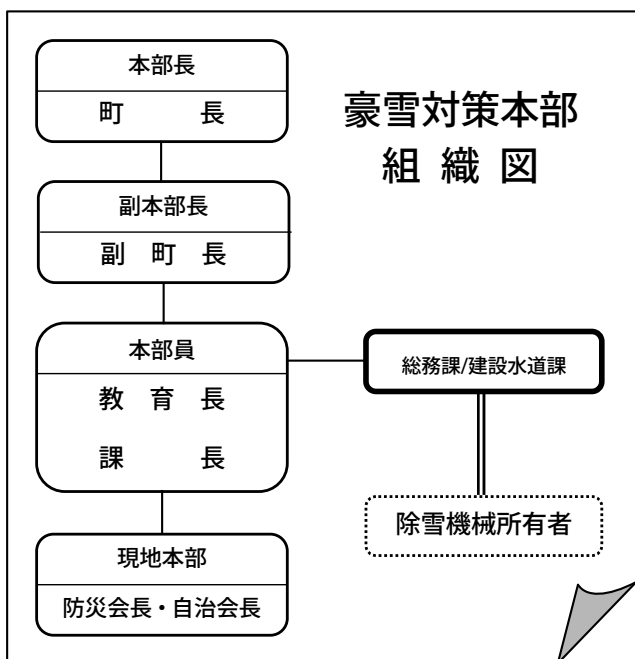 豪雪対策本部
組織図
本部長
町長
副本部長
副町長
本部員
教育長
課長
総務課/建設水道課
除雪機械所有者
現地本部
防災会長・自治会長